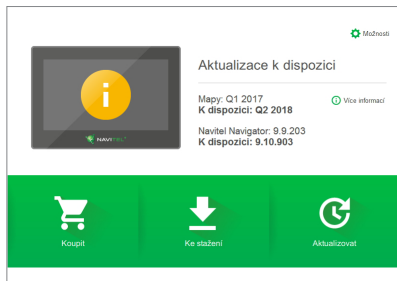 Možnosti
Aktualizace k dispozici
Mapy: Q1 2017
K dispozici: Q2 2018
Více informací
Navitel Navigator: 9.9.203
K dispozici: 9.10.903
NAVITEL
Koupit
Ke stažení
Aktualizovat